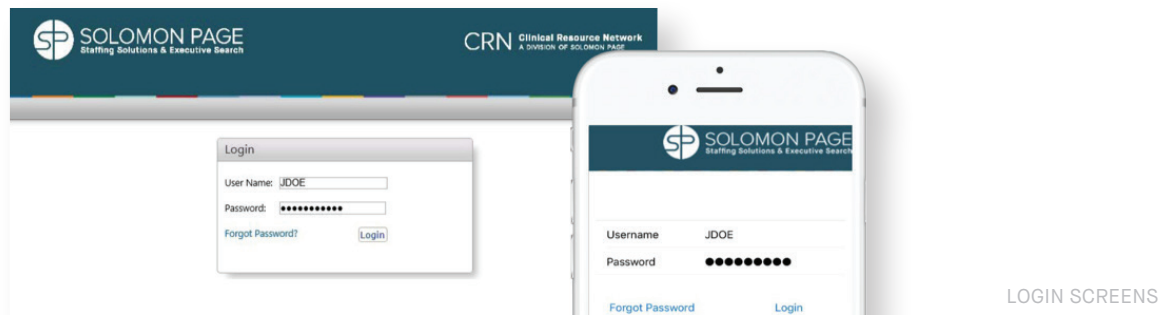 SOLOMON PAGE
Staffing Solutions & Executive Search
CRN Clinical Resource Network
A DIVISION OF SOLOMON PAGE
Login
User Name: JDOE
Password: ●●●●●●●●●●●
Forgot Password? Login
SOLOMON PAGE
Staffing Solutions & Executive Search
Username JDOE
Password ●●●●●●●●●
Forgot Password Login
LOGIN SCREENS